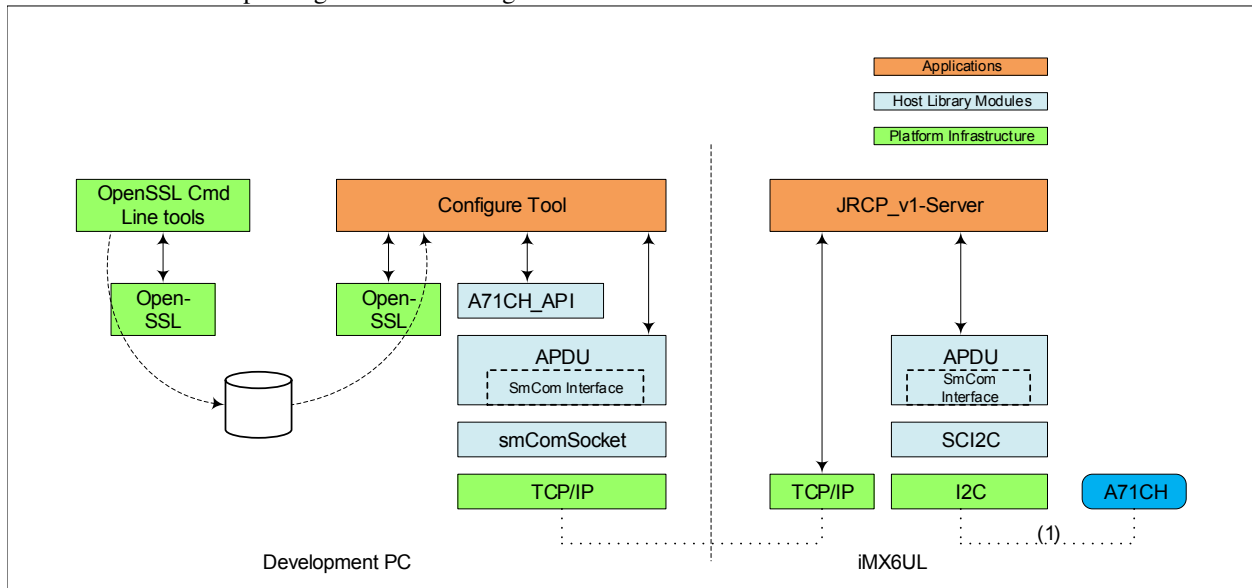 Applications
Host Library Modules
Platform Infrastructure
OpenSSL Cmd
Line tools
Configure Tool
JRCP_v1-Server
Open-
SSL
Open-
SSL
A71CH_API
APDU
SmCom Interface
APDU
SmCom
Interface
smComSocket
SCI2C
TCP/IP
TCP/IP
I2C
A71CH
(1)
Development PC
iMX6UL